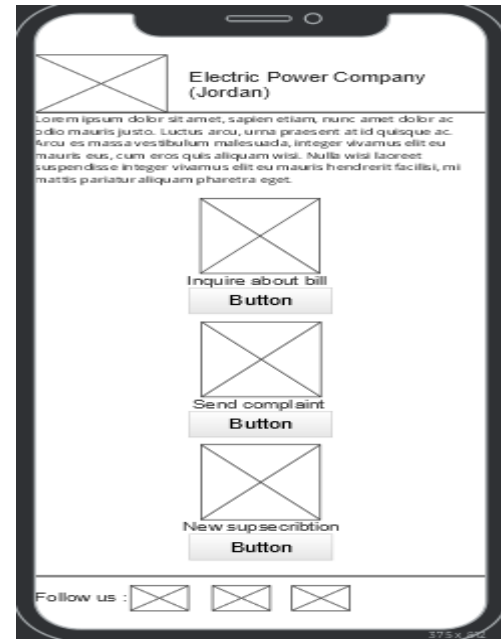 Electric Power Company
(Jordan)
Lorem ipsum dolor sit amet, sapien etiam, nunc amet dolor ac
odio mauris justo. Luctus arcu, urna praesent at id quisque ac.
Arcu es massa vestibulum malesuada, integer vivamus elit eu
mauris eus, cum eros quis aliquam wisi. Nulla wisi laoreet
suspendisse integer vivamus elit eu mauris hendrerit facilisi, mi
mattis pariatur aliquam pharetra eget.
Inquire about bill
Button
Send complaint
Button
New supsecribtion
Button
Follow us :
375 x